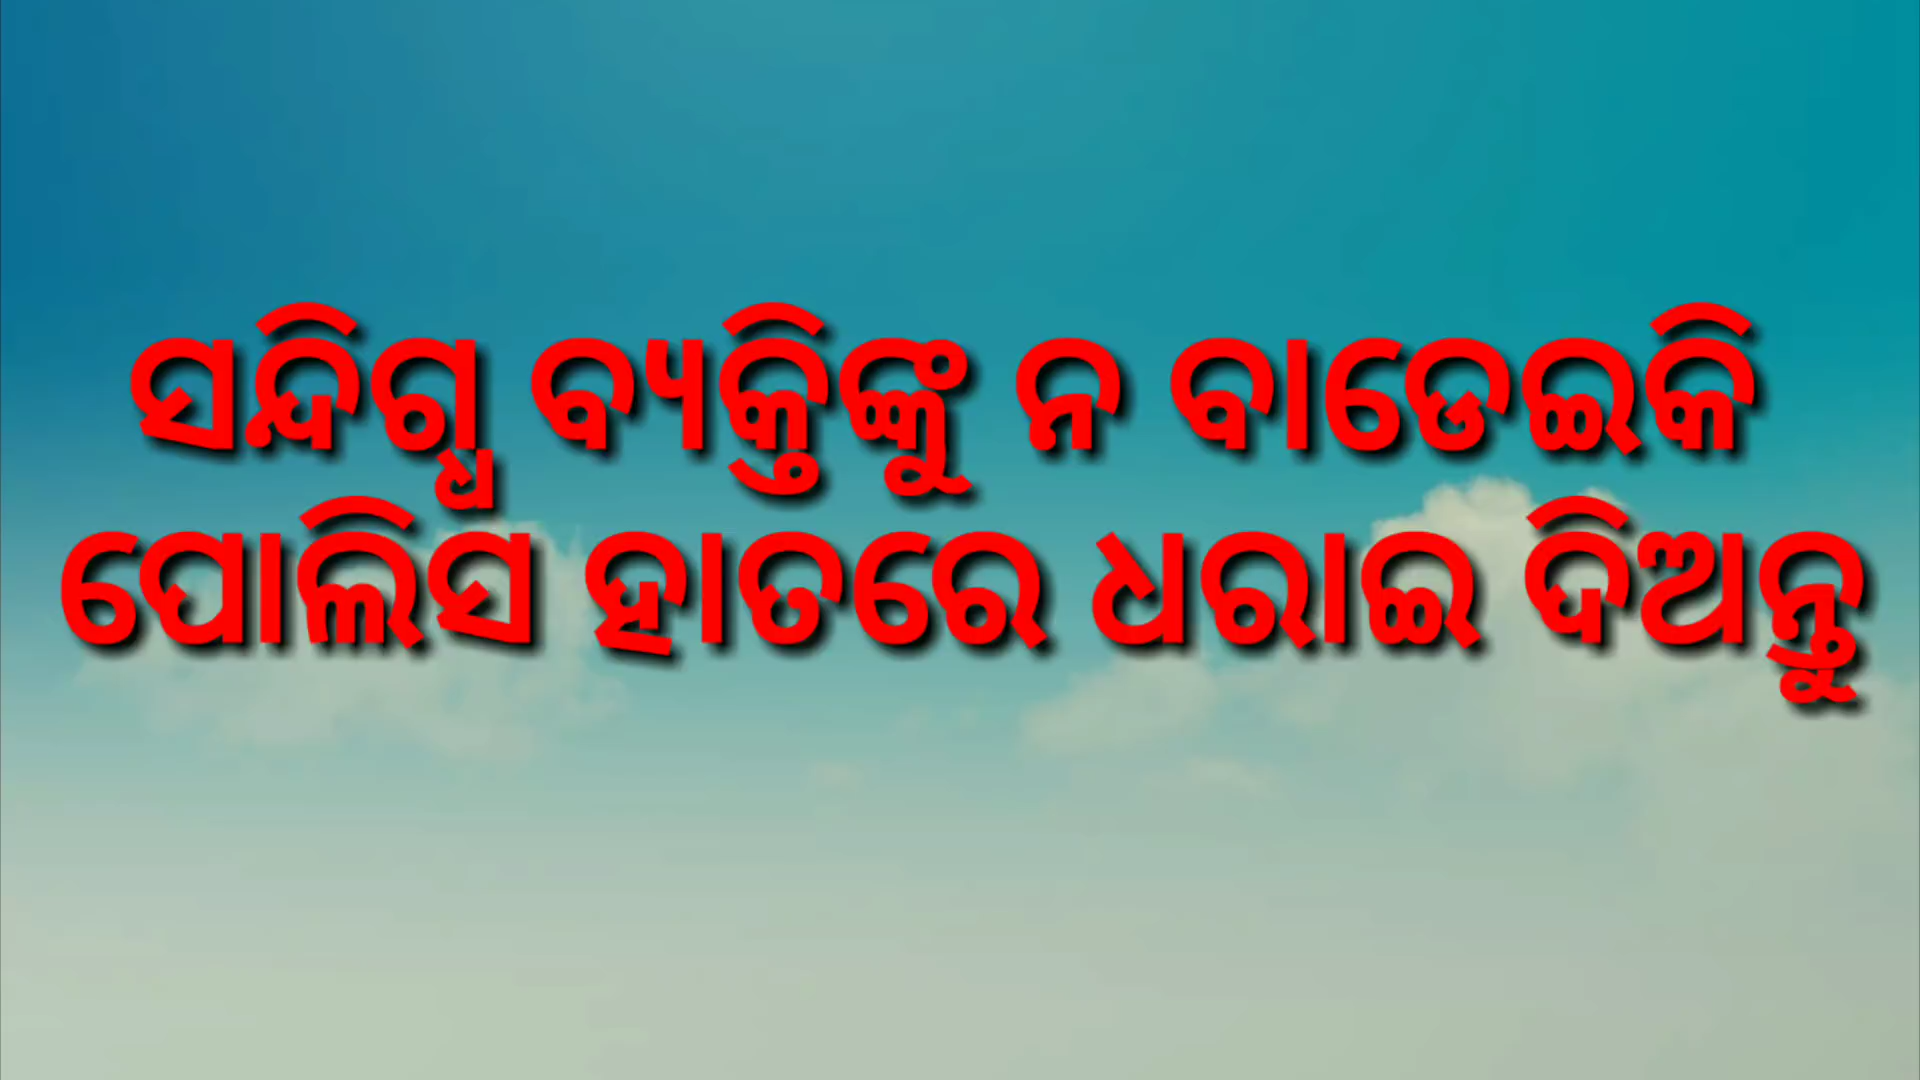 ସନ୍ଦିଗ୍ଧ ବ୍ୟକ୍ତିଙ୍କୁ ନ ବାଡେଇକି
ପୋଲିସ ହାତରେ ଧରାଇ ଦିଅନ୍ତୁ